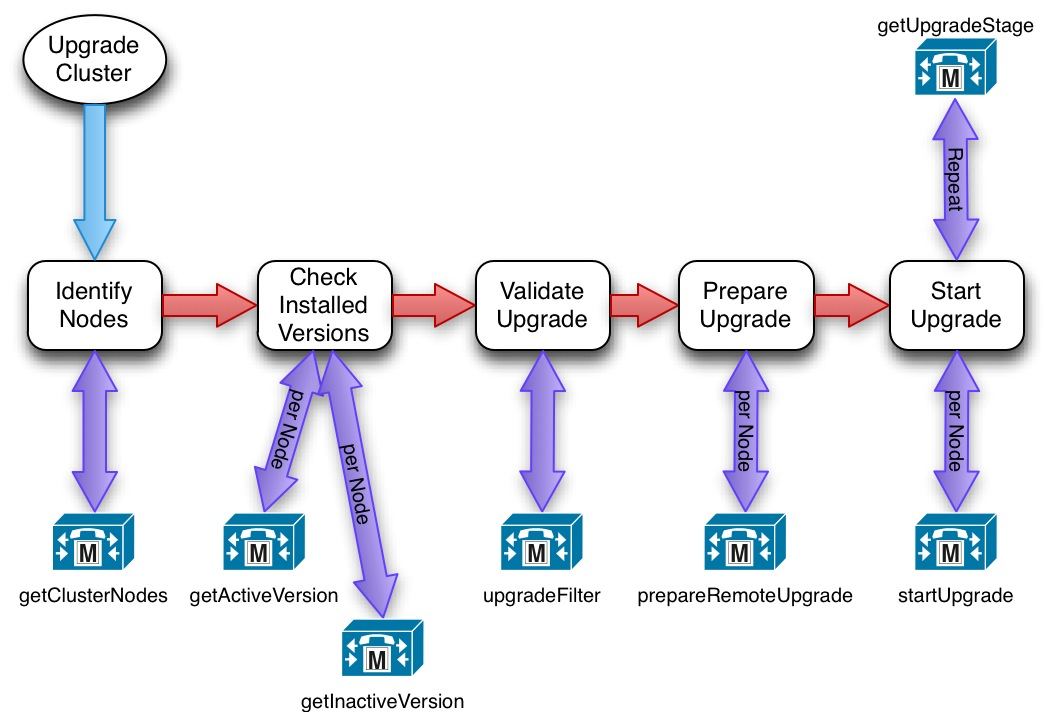 getUpgradeStage
M
Upgrade
Cluster
Repeat
Identify
Nodes
Check
Installed
Versions
Validate
Upgrade
Prepare
Upgrade
Start
Upgrade
per Node
per Node
per Node
per Node
M
M
M
M
M
getClusterNodes
getActiveVersion
upgradeFilter
prepareRemoteUpgrade
startUpgrade
M
getInactiveVersion